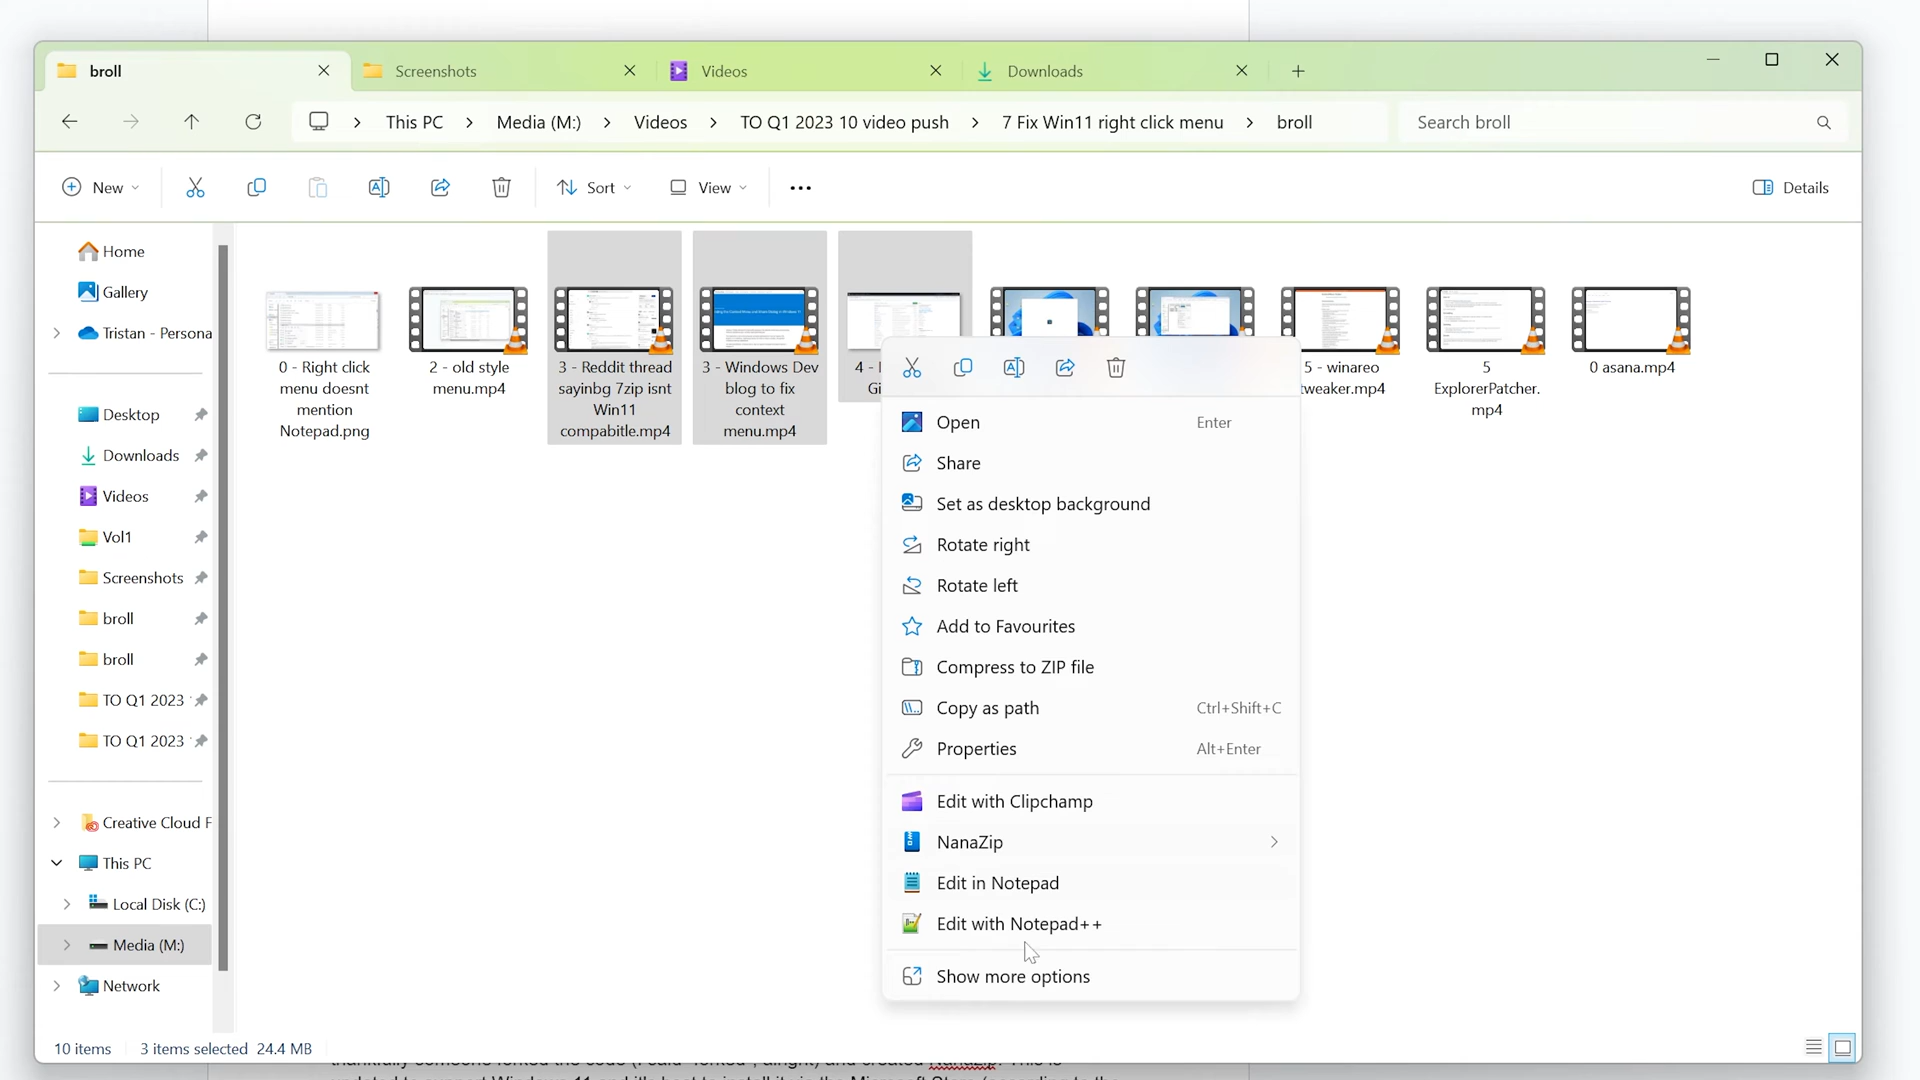 broll
Screenshots
Videos
Downloads
This PC
Media (M:)
Videos
TO Q1 2023 10 video push
7 Fix Win11 right click menu
broll
Search broll
New
Sort
View
Details
Home
Gallery
Tristan - Persona
Desktop
Downloads
Videos
Vol1
Screenshots
broll
broll
TO Q1 2023
TO Q1 2023
Creative Cloud F
This PC
Local Disk (C:)
Media (M:)
Network
0 - Right click
menu doesnt
mention
Notepad.png
2 - old style
menu.mp4
3 - Reddit thread
sayinbg 7zip isnt
Win11
compabitle.mp4
3 - Windows Dev
blog to fix
context
menu.mp4
4 -
Gi
5 - winareo
tweaker.mp4
5
ExplorerPatcher.
mp4
0 asana.mp4
Open Enter
Share
Set as desktop background
Rotate right
Rotate left
Add to Favourites
Compress to ZIP file
Copy as path Ctrl+Shift+C
Properties Alt+Enter
Edit with Clipchamp
NanaZip
Edit in Notepad
Edit with Notepad++
Show more options
10 items
3 items selected 24.4 MB